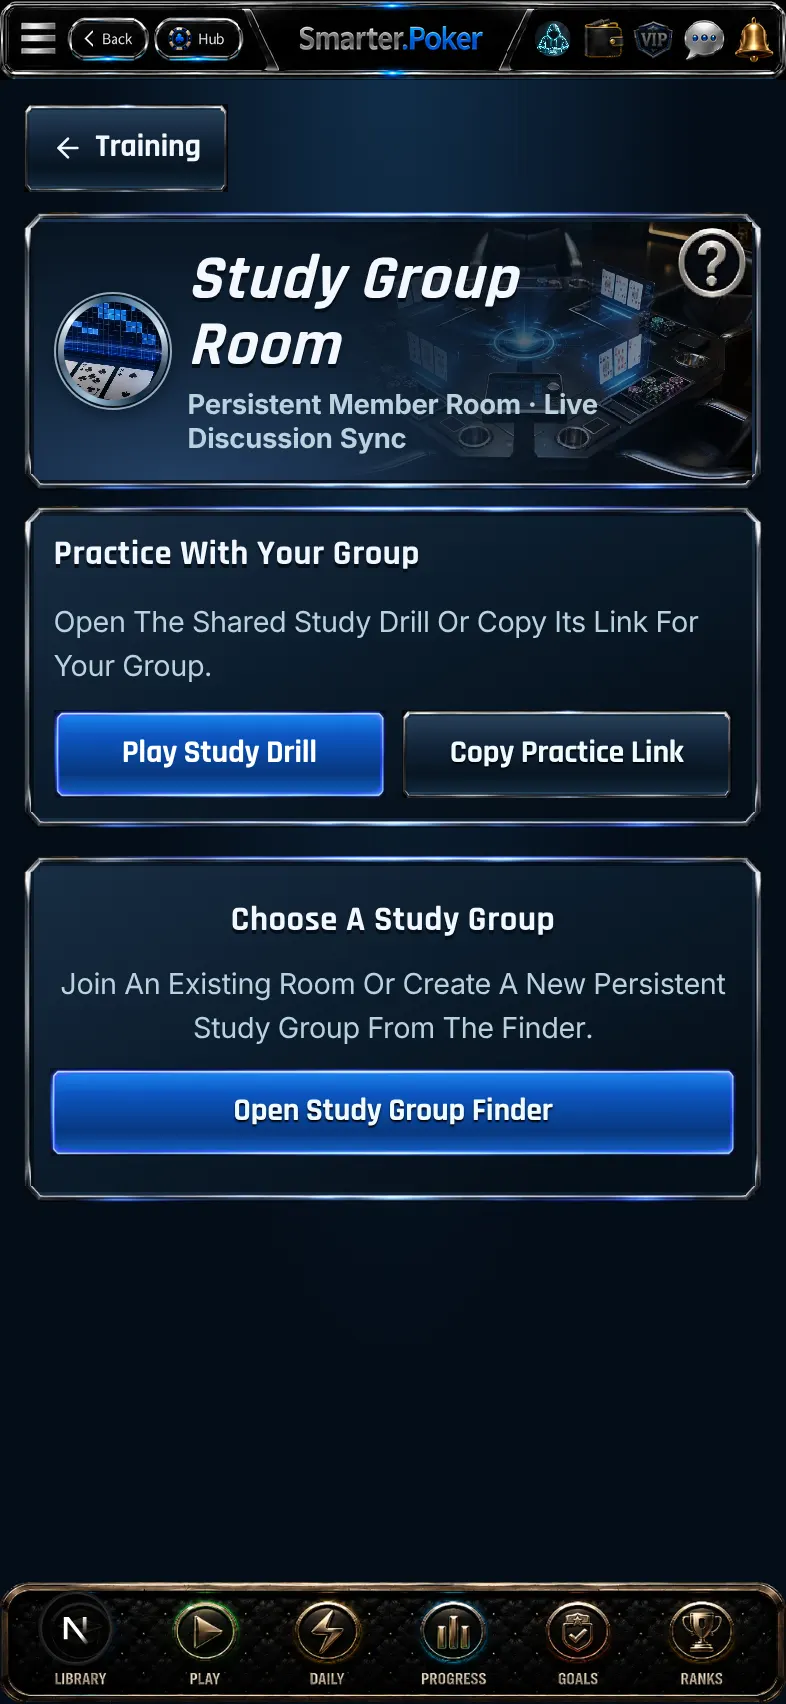 Back
Hub
Smarter.Poker
VIP
Training
Study Group
Room
?
Persistent Member Room · Live
Discussion Sync
Practice With Your Group
Open The Shared Study Drill Or Copy Its Link For
Your Group.
Play Study Drill
Copy Practice Link
Choose A Study Group
Join An Existing Room Or Create A New Persistent
Study Group From The Finder.
Open Study Group Finder
N
LIBRARY
PLAY
DAILY
PROGRESS
GOALS
RANKS